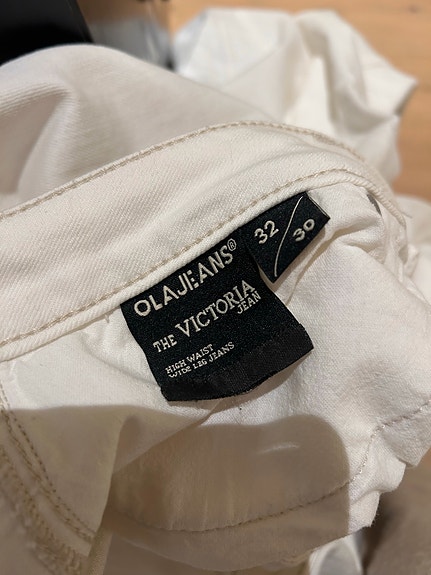 OLAJEANS®
THE VICTORIA
JEAN
HIGH WAIST
WIDE LEG JEANS
32/30